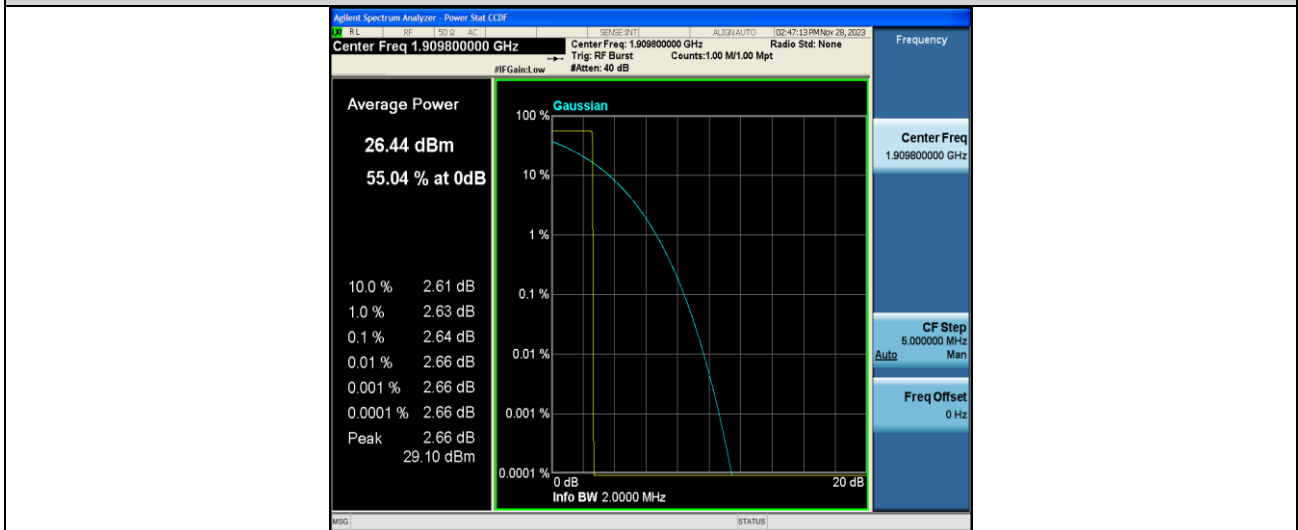 Agilent Spectrum Analyzer - Power Stat CCDF
RL RF 50 Ω AC SENSE:INT ALIGN AUTO 02:47:13 PM Nov 28, 2023
Center Freq 1.909800000 GHz Center Freq: 1.909800000 GHz Radio Std: None
Trig: RF Burst Counts:1.00 M/1.00 Mpt
#IFGain:Low #Atten: 40 dB
Frequency
Average Power
26.44 dBm
55.04 % at 0dB
10.0 % 2.61 dB
1.0 % 2.63 dB
0.1 % 2.64 dB
0.01 % 2.66 dB
0.001 % 2.66 dB
0.0001 % 2.66 dB
Peak 2.66 dB
29.10 dBm
Gaussian
100 %
10 %
1 %
0.1 %
0.01 %
0.001 %
0.0001 %
0 dB 20 dB
Info BW 2.0000 MHz
Center Freq
1.909800000 GHz
CF Step
5.000000 MHz
Auto Man
Freq Offset
0 Hz
MSG STATUS